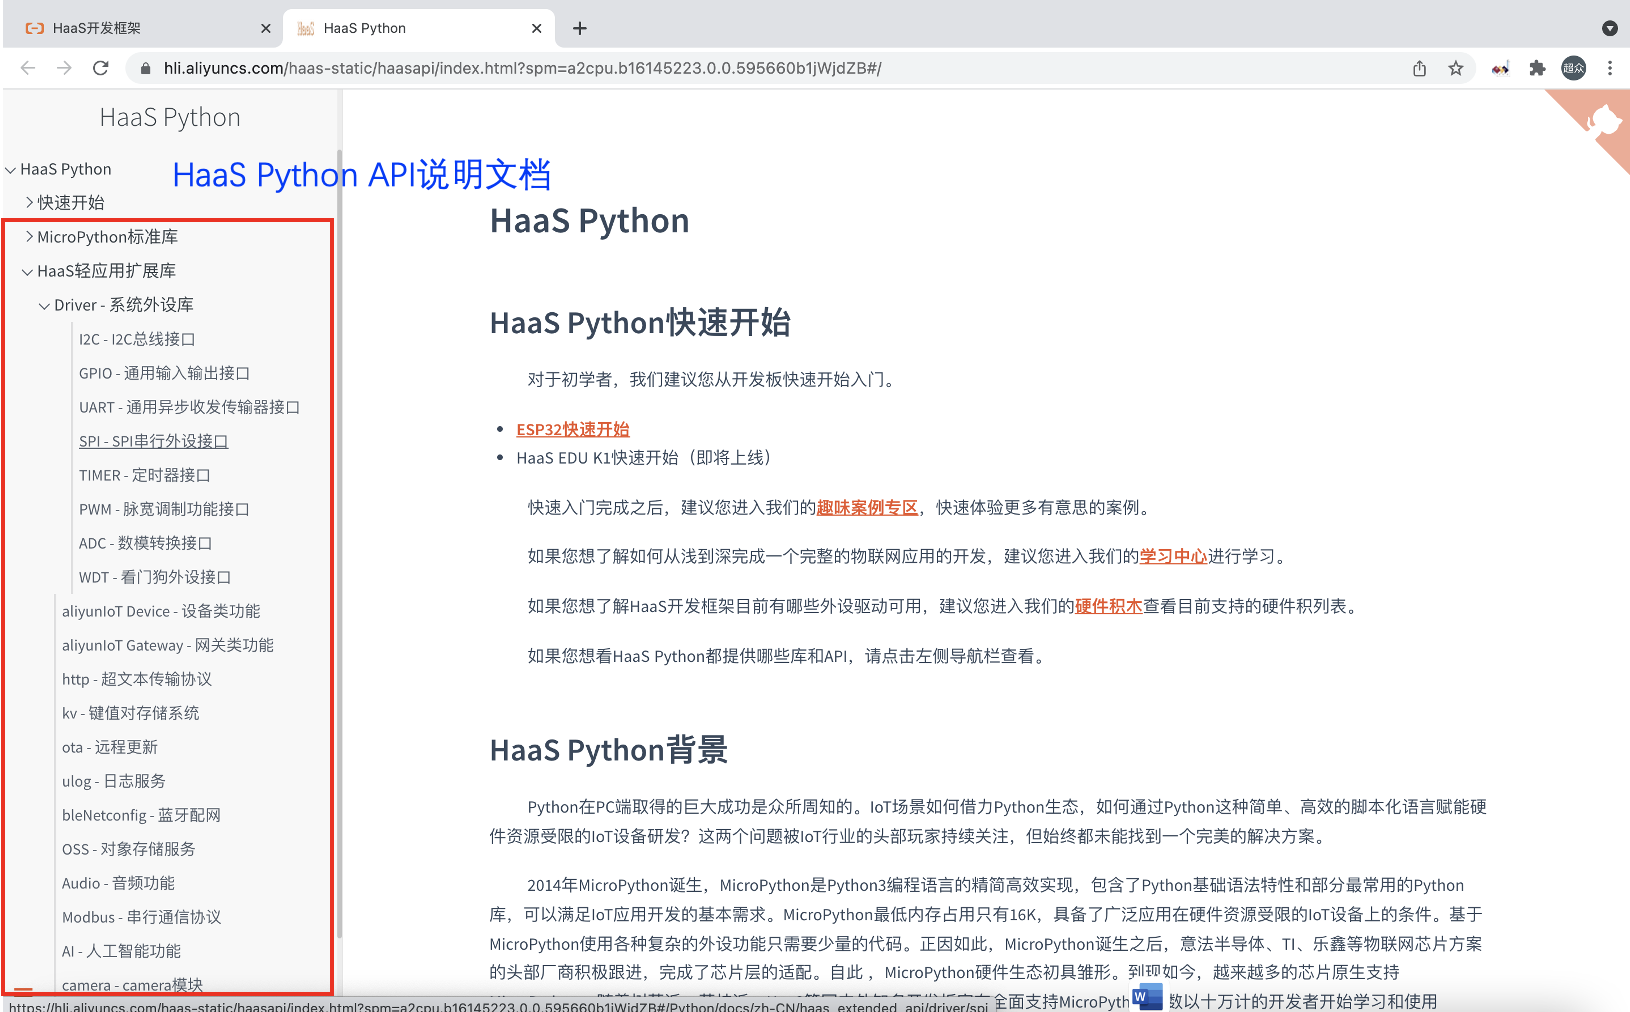 HaaS开发框架
HaaS Python
hli.aliyuncs.com/haas-static/haasapi/index.html?spm=a2cpu.b16145223.0.0.595660b1jWjdZB#/
超众
HaaS Python
HaaS Python
HaaS Python API说明文档
快速开始
MicroPython标准库
HaaS轻应用扩展库
Driver - 系统外设库
I2C - I2C总线接口
GPIO - 通用输入输出接口
UART - 通用异步收发传输器接口
SPI - SPI串行外设接口
TIMER - 定时器接口
PWM - 脉宽调制功能接口
ADC - 数模转换接口
WDT - 看门狗外设接口
aliyunIoT Device - 设备类功能
aliyunIoT Gateway - 网关类功能
http - 超文本传输协议
kv - 键值对存储系统
ota - 远程更新
ulog - 日志服务
bleNetconfig - 蓝牙配网
OSS - 对象存储服务
Audio - 音频功能
Modbus - 串行通信协议
AI - 人工智能功能
camera - camera模块
HaaS Python
HaaS Python快速开始
对于初学者，我们建议您从开发板快速开始入门。
ESP32快速开始
HaaS EDU K1快速开始（即将上线）
快速入门完成之后，建议您进入我们的趣味案例专区，快速体验更多有意思的案例。
如果您想了解如何从浅到深完成一个完整的物联网应用的开发，建议您进入我们的学习中心进行学习。
如果您想了解HaaS开发框架目前有哪些外设驱动可用，建议您进入我们的硬件积木查看目前支持的硬件积列表。
如果您想看HaaS Python都提供哪些库和API，请点击左侧导航栏查看。
HaaS Python背景
Python在PC端取得的巨大成功是众所周知的。IoT场景如何借力Python生态，如何通过Python这种简单、高效的脚本化语言赋能硬
件资源受限的IoT设备研发？这两个问题被IoT行业的头部玩家持续关注，但始终都未能找到一个完美的解决方案。
2014年MicroPython诞生，MicroPython是Python3编程语言的精简高效实现，包含了Python基础语法特性和部分最常用的Python
库，可以满足IoT应用开发的基本需求。MicroPython最低内存占用只有16K，具备了广泛应用在硬件资源受限的IoT设备上的条件。基于
MicroPython使用各种复杂的外设功能只需要少量的代码。正因如此，MicroPython诞生之后，意法半导体、TI、乐鑫等物联网芯片方案
的头部厂商积极跟进，完成了芯片层的适配。自此，MicroPython硬件生态初具雏形。到现如今，越来越多的芯片原生支持
全面支持MicroPyth 数以十万计的开发者开始学习和使用
W
https://hli.aliyuncs.com/haas-static/haasapi/index.html?spm=a2cpu.b16145223.0.0.595660b1jWjdZB#/Python/docs/zh-CN/haas_extended_api/driver/spi